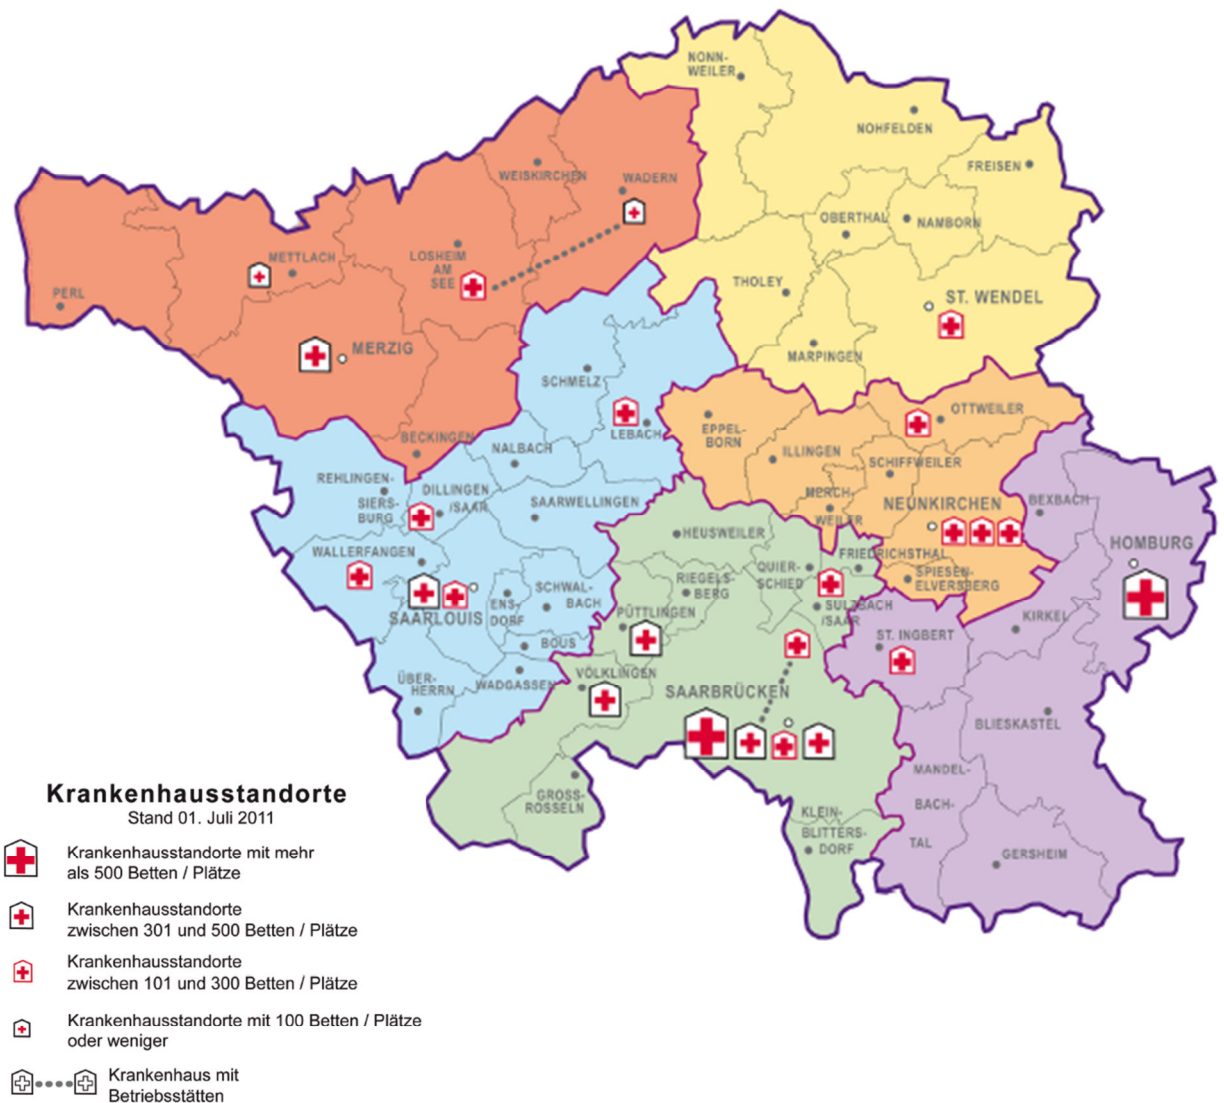 NONN-
WEILER
NOHFELDEN
FREISEN
WEISKIRCHEN
WADERN
OBERTHAL
NAMBORN
METTLACH
LOSHEIM
AM
SEE
PERL
THOLEY
ST. WENDEL
MERZIG
MARPINGEN
SCHMELZ
LEBACH
EPPEL-
BORN
OTTWEILER
BECKINGEN
NALBACH
ILLINGEN
SCHIFFWEILER
REHLINGEN-
SIERS-
BURG
DILLINGEN
/SAAR
SAARWELLINGEN
MERCH-
WEILER
NEUNKIRCHEN
BEXBACH
HEUSWEILER
HOMBURG
WALLERFANGEN
FRIEDRICHSTHAL
QUIER-
SCHIED
SPIESEN-
ELVERSBERG
RIEGELS-
BERG
SCHWAL-
BACH
ENS-
DORF
SAARLOUIS
PÜTTLINGEN
SULZBACH
/SAAR
KIRKEL
ST. INGBERT
BOUS
ÜBER-
HERRN
WADGASSEN
VÖLKLINGEN
SAARBRÜCKEN
BLIESKASTEL
MANDEL-
BACH-
TAL
GROSS-
ROSSELN
KLEIN-
BLITTERS-
DORF
GERSHEIM
Krankenhausstandorte
Stand 01. Juli 2011
Krankenhausstandorte mit mehr
als 500 Betten / Plätze
Krankenhausstandorte
zwischen 301 und 500 Betten / Plätze
Krankenhausstandorte
zwischen 101 und 300 Betten / Plätze
Krankenhausstandorte mit 100 Betten / Plätze
oder weniger
Krankenhaus mit
Betriebsstätten